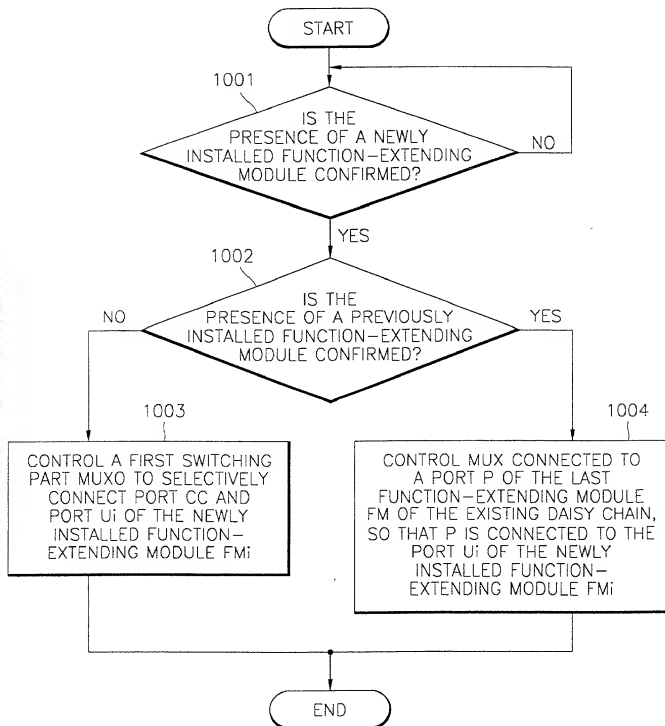 START
1001
IS THE
PRESENCE OF A NEWLY
INSTALLED FUNCTION-EXTENDING
MODULE CONFIRMED?
NO
YES
1002
IS THE
PRESENCE OF A PREVIOUSLY
INSTALLED FUNCTION-EXTENDING
MODULE CONFIRMED?
NO
YES
1003
CONTROL A FIRST SWITCHING
PART MUX0 TO SELECTIVELY
CONNECT PORT CC AND
PORT Ui OF THE NEWLY
INSTALLED FUNCTION-
EXTENDING MODULE FMi
1004
CONTROL MUX CONNECTED TO
A PORT P OF THE LAST
FUNCTION-EXTENDING MODULE
FM OF THE EXISTING DAISY CHAIN,
SO THAT P IS CONNECTED TO THE
PORT Ui OF THE NEWLY
INSTALLED FUNCTION-
EXTENDING MODULE FMi
END